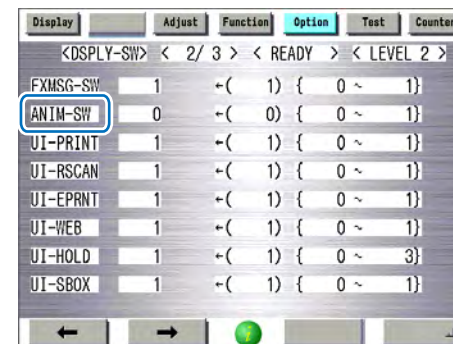 Display Adjust Function Option Test Counter
<DSPLY-SW> < 2/ 3 > < READY > < LEVEL 2 >
FXMSG-SW 1 ←( 1) { 0 ~ 1}
ANIM-SW 0 ←( 0) { 0 ~ 1}
UI-PRINT 1 ←( 1) { 0 ~ 1}
UI-RSCAN 1 ←( 1) { 0 ~ 1}
UI-EPRNT 1 ←( 1) { 0 ~ 1}
UI-WEB 1 ←( 1) { 0 ~ 1}
UI-HOLD 1 ←( 1) { 0 ~ 3}
UI-SBOX 1 ←( 1) { 0 ~ 1}
← → i